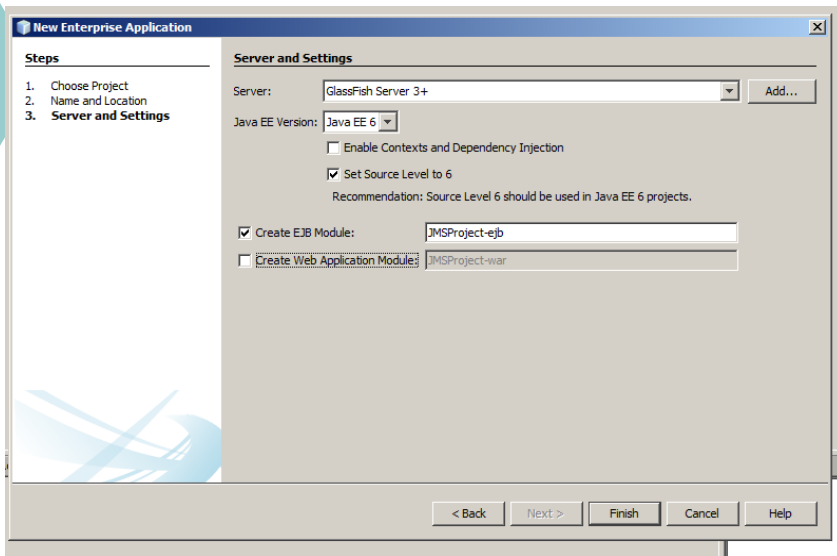 New Enterprise Application
Steps
1. Choose Project
2. Name and Location
3. Server and Settings
Server and Settings
Server: GlassFish Server 3+ Add...
Java EE Version: Java EE 6
Enable Contexts and Dependency Injection
Set Source Level to 6
Recommendation: Source Level 6 should be used in Java EE 6 projects.
Create EJB Module: JMSProject-ejb
Create Web Application Module: JMSProject-war
< Back Next > Finish Cancel Help